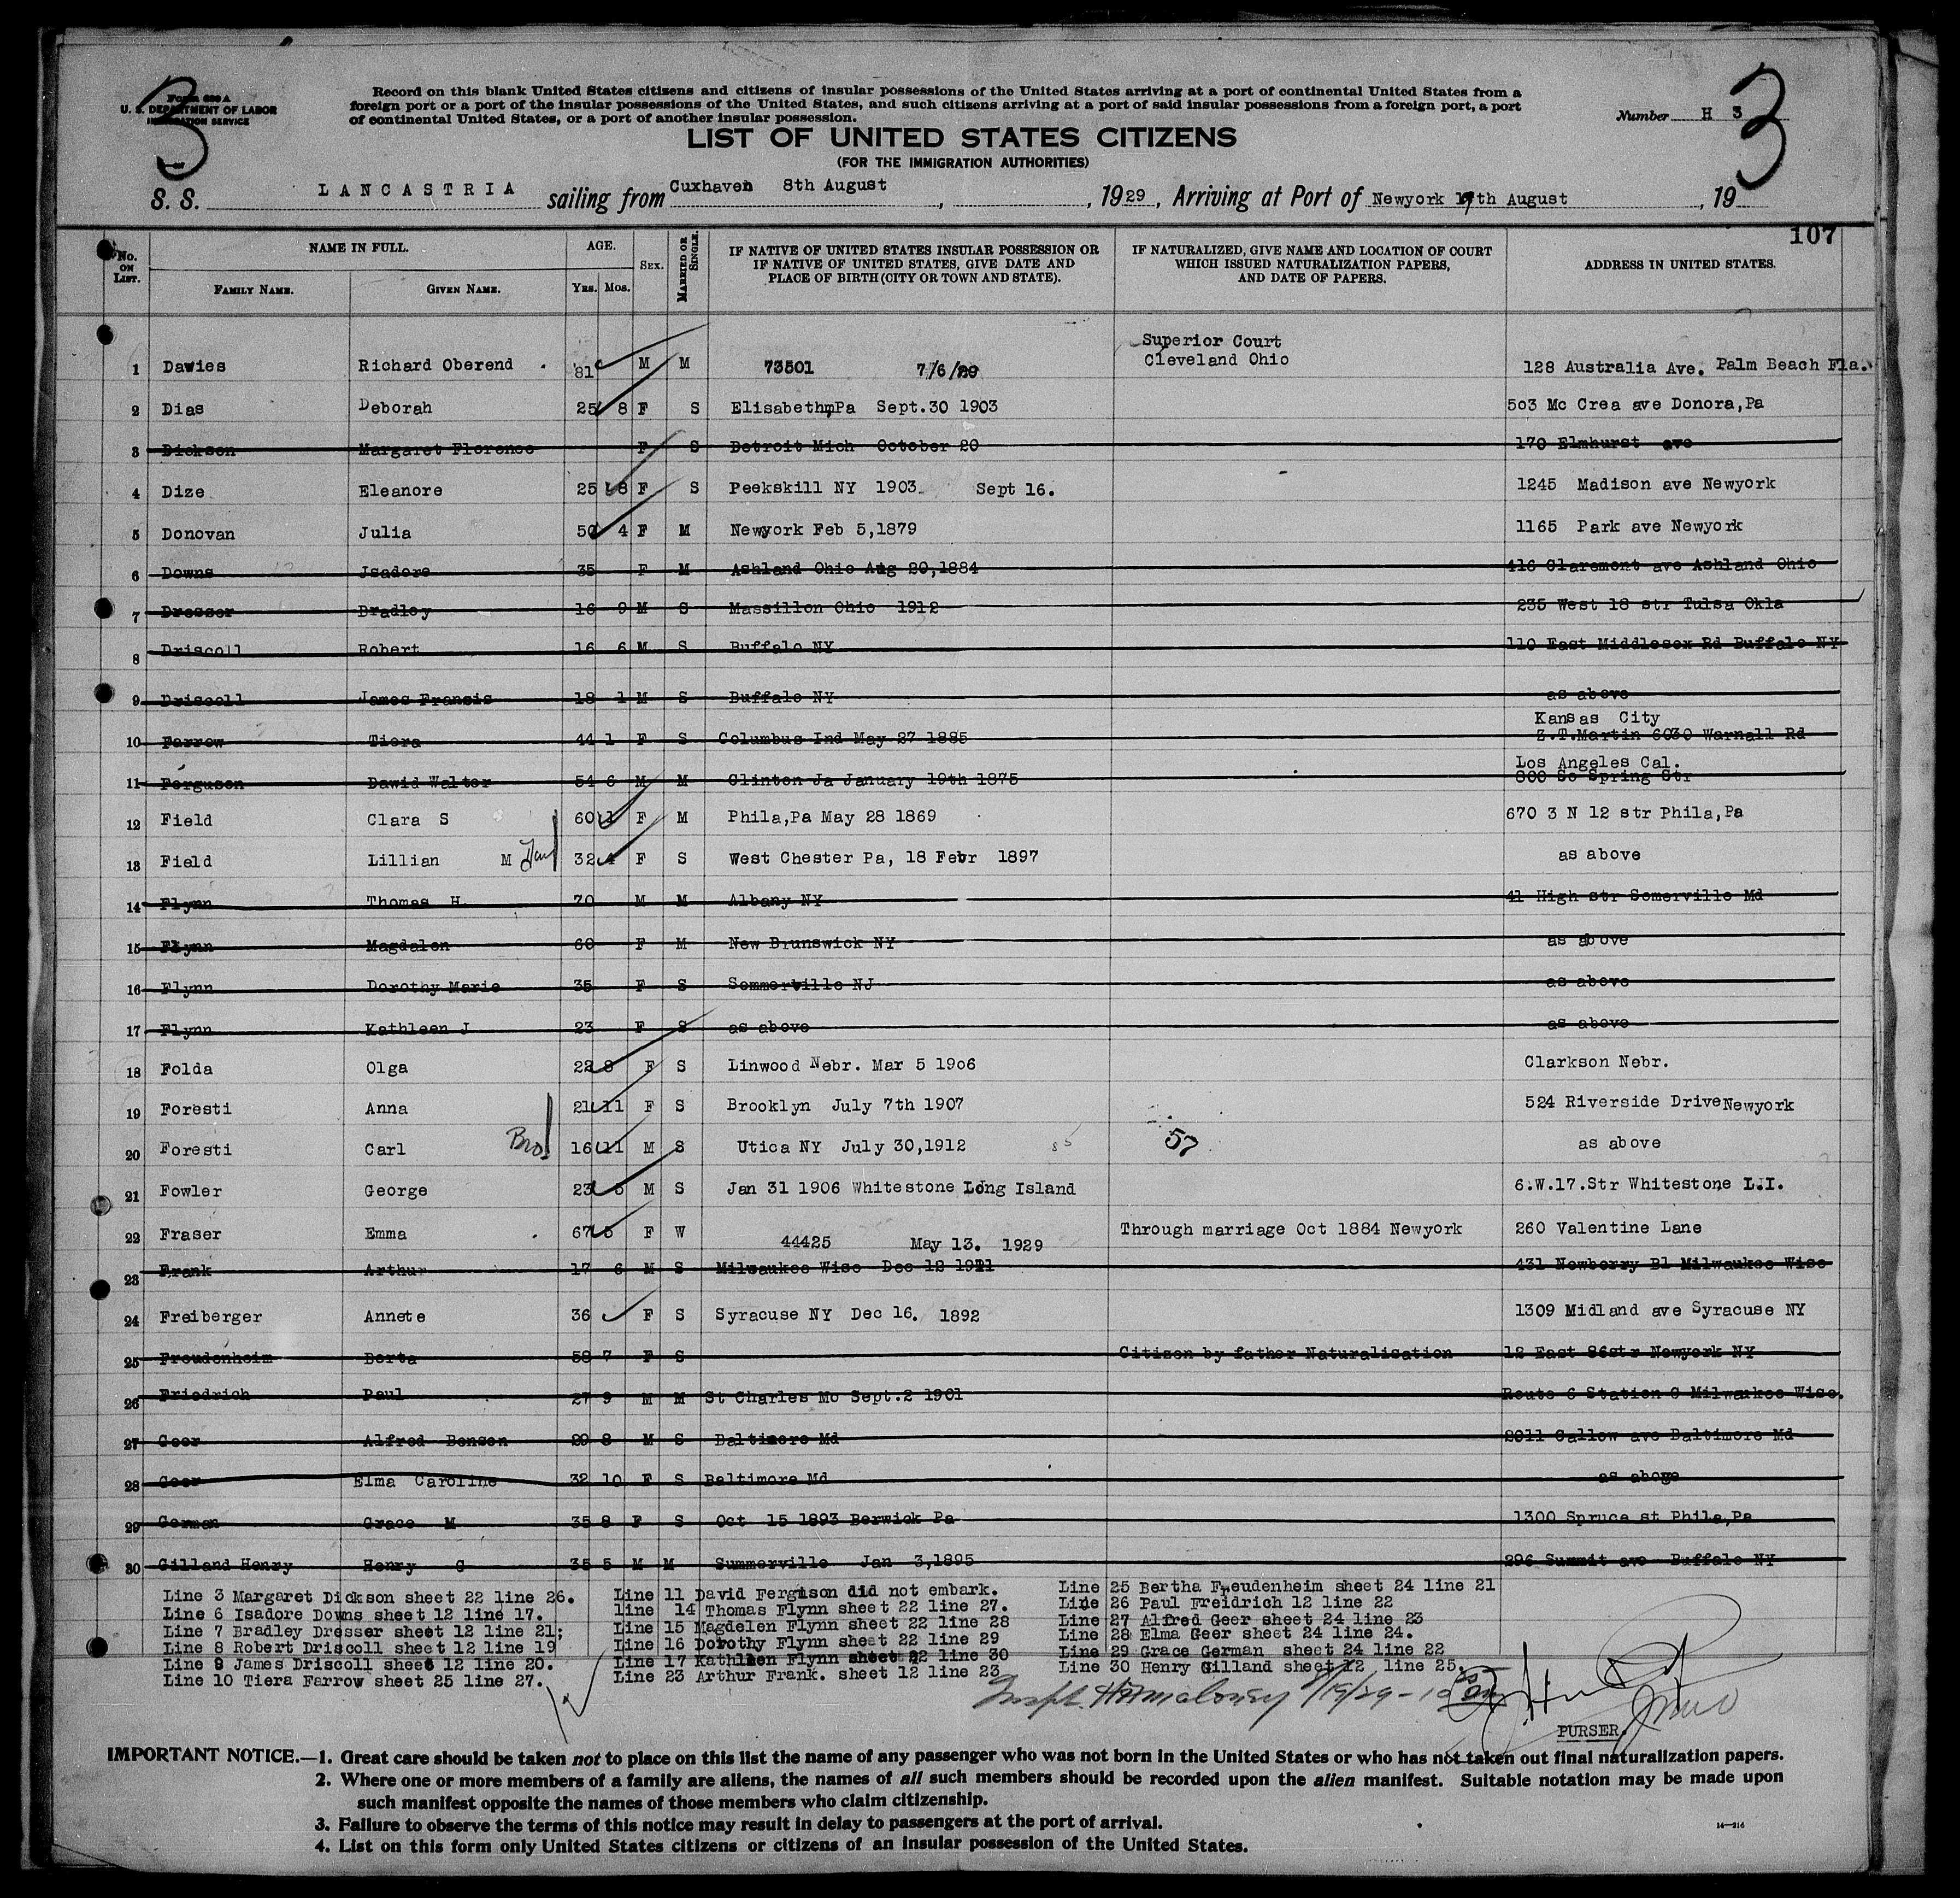 3
Form 630 A
U. S. DEPARTMENT OF LABOR
IMMIGRATION SERVICE
Record on this blank United States citizens and citizens of insular possessions of the United States arriving at a port of continental United States from a
foreign port or a port of the insular possessions of the United States, and such citizens arriving at a port of said insular possessions from a foreign port, a port
of continental United States, or a port of another insular possession.
Number H 3
3
LIST OF UNITED STATES CITIZENS
(FOR THE IMMIGRATION AUTHORITIES)
S. S. LANCASTRIA sailing from Cuxhaven 8th August, 1929, Arriving at Port of Newyork 19th August, 19
107
No. ON LIST. NAME IN FULL. AGE. SEX. MARRIED OR SINGLE. IF NATIVE OF UNITED STATES INSULAR POSSESSION OR IF NATIVE OF UNITED STATES, GIVE DATE AND PLACE OF BIRTH (CITY OR TOWN AND STATE). IF NATURALIZED, GIVE NAME AND LOCATION OF COURT WHICH ISSUED NATURALIZATION PAPERS, AND DATE OF PAPERS. ADDRESS IN UNITED STATES.
FAMILY NAME. GIVEN NAME. YRS. MOS.
1 Davies Richard Oberend 81 M M 73501 7/6/29 Superior Court Cleveland Ohio 128 Australia Ave. Palm Beach Fla.
2 Dias Deborah 25 8 F S Elisabeth,Pa Sept.30 1903 503 Mc Crea ave Donora,Pa
3 Dickson Margaret Florence F S Detroit Mich October 20 170 Elmhurst ave
4 Dize Eleanore 25 8 F S Peekskill NY 1903 Sept 16. 1245 Madison ave Newyork
5 Donovan Julia 50 4 F M Newyork Feb 5,1879 1165 Park ave Newyork
6 Downs Jsadore 35 F M Ashland Ohio Aug 20,1884 416 Claremont ave Ashland Ohio
7 Dresser Bradley 16 9 M S Massillon Ohio 1912 235 West 18 str Tulsa Okla
8 Driscoll Robert 16 6 M S Buffalo NY 110 East Middlesex Rd Buffalo NY
9 Driscoll James Francis 18 1 M S Buffalo NY as above
10 Farrow Tiera 44 1 F S Columbus Ind May 27 1885 Kansas City Z.T.Martin 6030 Warnall Rd
11 Ferguson Dawid Walter 54 6 M M Clinton Ja January 19th 1875 Los Angeles Cal. 800 So Spring Str
12 Field Clara S 60 1 F M Phila,Pa May 28 1869 670 3 N 12 str Phila,Pa
13 Field Lillian M Dau 32 4 F S West Chester Pa, 18 Febr 1897 as above
14 Flynn Thomas H 70 M M Albany NY 41 High str Somerville Md
15 Flynn Magdalen 60 F M New Brunswick NY as above
16 Flynn Dorothy Marie 35 F S Sommerville NJ as above
17 Flynn Kathleen J 23 F S as above as above
18 Folda Olga 22 8 F S Linwood Nebr. Mar 5 1906 Clarkson Nebr.
19 Foresti Anna 21 11 F S Brooklyn July 7th 1907 524 Riverside Drive Newyork
20 Foresti Carl Bro 16 11 M S Utica NY July 30,1912 57 as above
21 Fowler George 23 5 M S Jan 31 1906 Whitestone Long Island 6.W.17.Str Whitestone L.I.
22 Fraser Emma 67 5 F W 44425 May 13. 1929 Through marriage Oct 1884 Newyork 260 Valentine Lane
23 Frank Arthur 17 6 M S Milwaukee Wisc Dec 12 1911 431 Newberry Bl Milwaukee Wisc
24 Freiberger Annete 36 F S Syracuse NY Dec 16. 1892 1309 Midland ave Syracuse NY
25 Freudenheim Berta 58 7 F S Citizen by father Naturalisation 12 East 86str Newyork NY
26 Friedrich Paul 27 9 M M St Charles Mo Sept.2 1901 Route 6 Station C Milwaukee Wisc.
27 Geer Alfred Benson 29 8 M S Baltimore Md 2011 Callow ave Baltimore Md
28 Geer Elma Caroline 32 10 F S Baltimore Md as above
29 German Grace M 35 8 F S Oct 15 1893 Berwick Pa 1300 Spruce st Phila,Pa
30 Gilland Henry Henry G 35 5 M M Summerville Jan 3,1895 296 Summit ave Buffalo NY
Line 3 Margaret Dickson sheet 22 line 26.
Line 6 Isadore Downs sheet 12 line 17.
Line 7 Bradley Dresser sheet 12 line 21;
Line 8 Robert Driscoll sheet 12 line 19
Line 9 James Driscoll sheet 12 line 20.
Line 10 Tiera Farrow sheet 25 line 27.
Line 11 David Ferguson did not embark.
line 14 Thomas Flynn sheet 22 line 27.
Line 15 Magdelen Flynn sheet 22 line 28
Line 16 Dorothy Flynn sheet 22 line 29
Line 17 Kathleen Flynn sheet 22 line 30
Line 23 Arthur Frank. sheet 12 line 23
Line 25 Bertha Freudenheim sheet 24 line 21
Line 26 Paul Freidrich 12 line 22
Line 27 Alfred Geer sheet 24 line 23
Line 28 Elma Geer sheet 24 line 24.
Line 29 Grace German sheet 24 line 22
Line 30 Henry Gilland sheet 12 line 25.
PURSER.
IMPORTANT NOTICE.—1. Great care should be taken not to place on this list the name of any passenger who was not born in the United States or who has not taken out final naturalization papers.
2. Where one or more members of a family are aliens, the names of all such members should be recorded upon the alien manifest. Suitable notation may be made upon
such manifest opposite the names of those members who claim citizenship.
3. Failure to observe the terms of this notice may result in delay to passengers at the port of arrival.
4. List on this form only United States citizens or citizens of an insular possession of the United States.